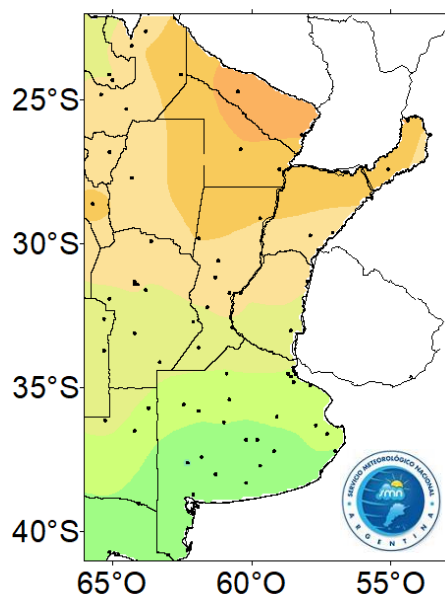 25°S
30°S
35°S
40°S
65°O
60°O
55°O
SERVICIO METEOROLÓGICO NACIONAL
smn
ARGENTINA